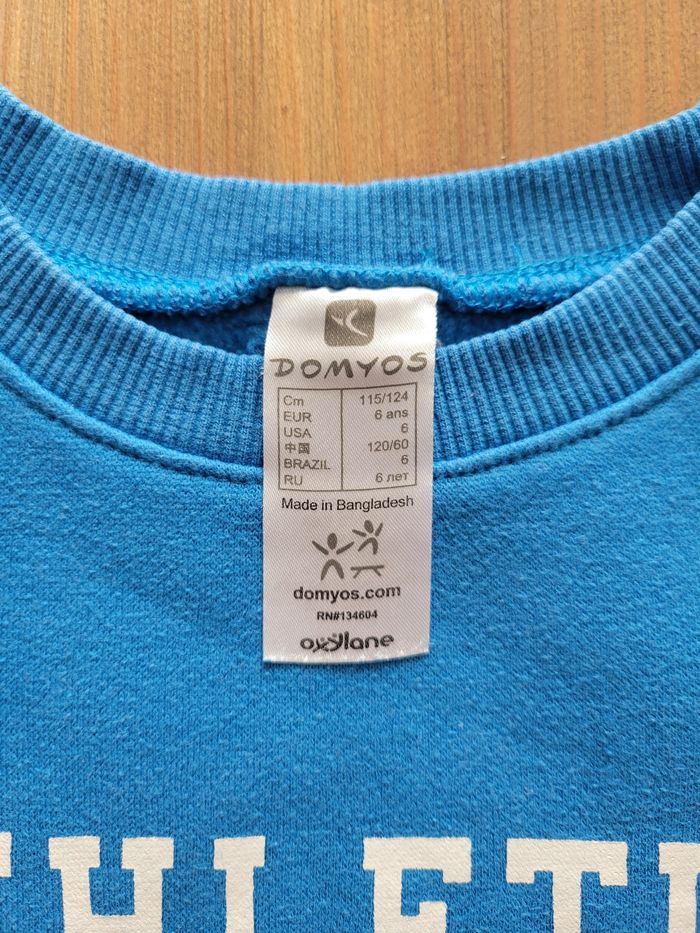 DOMYOS
Cm 115/124
EUR 6 ans
USA 6
中国 120/60
BRAZIL 6
RU 6 лет
Made in Bangladesh
domyos.com
RN#134604
oxylane
THLETI